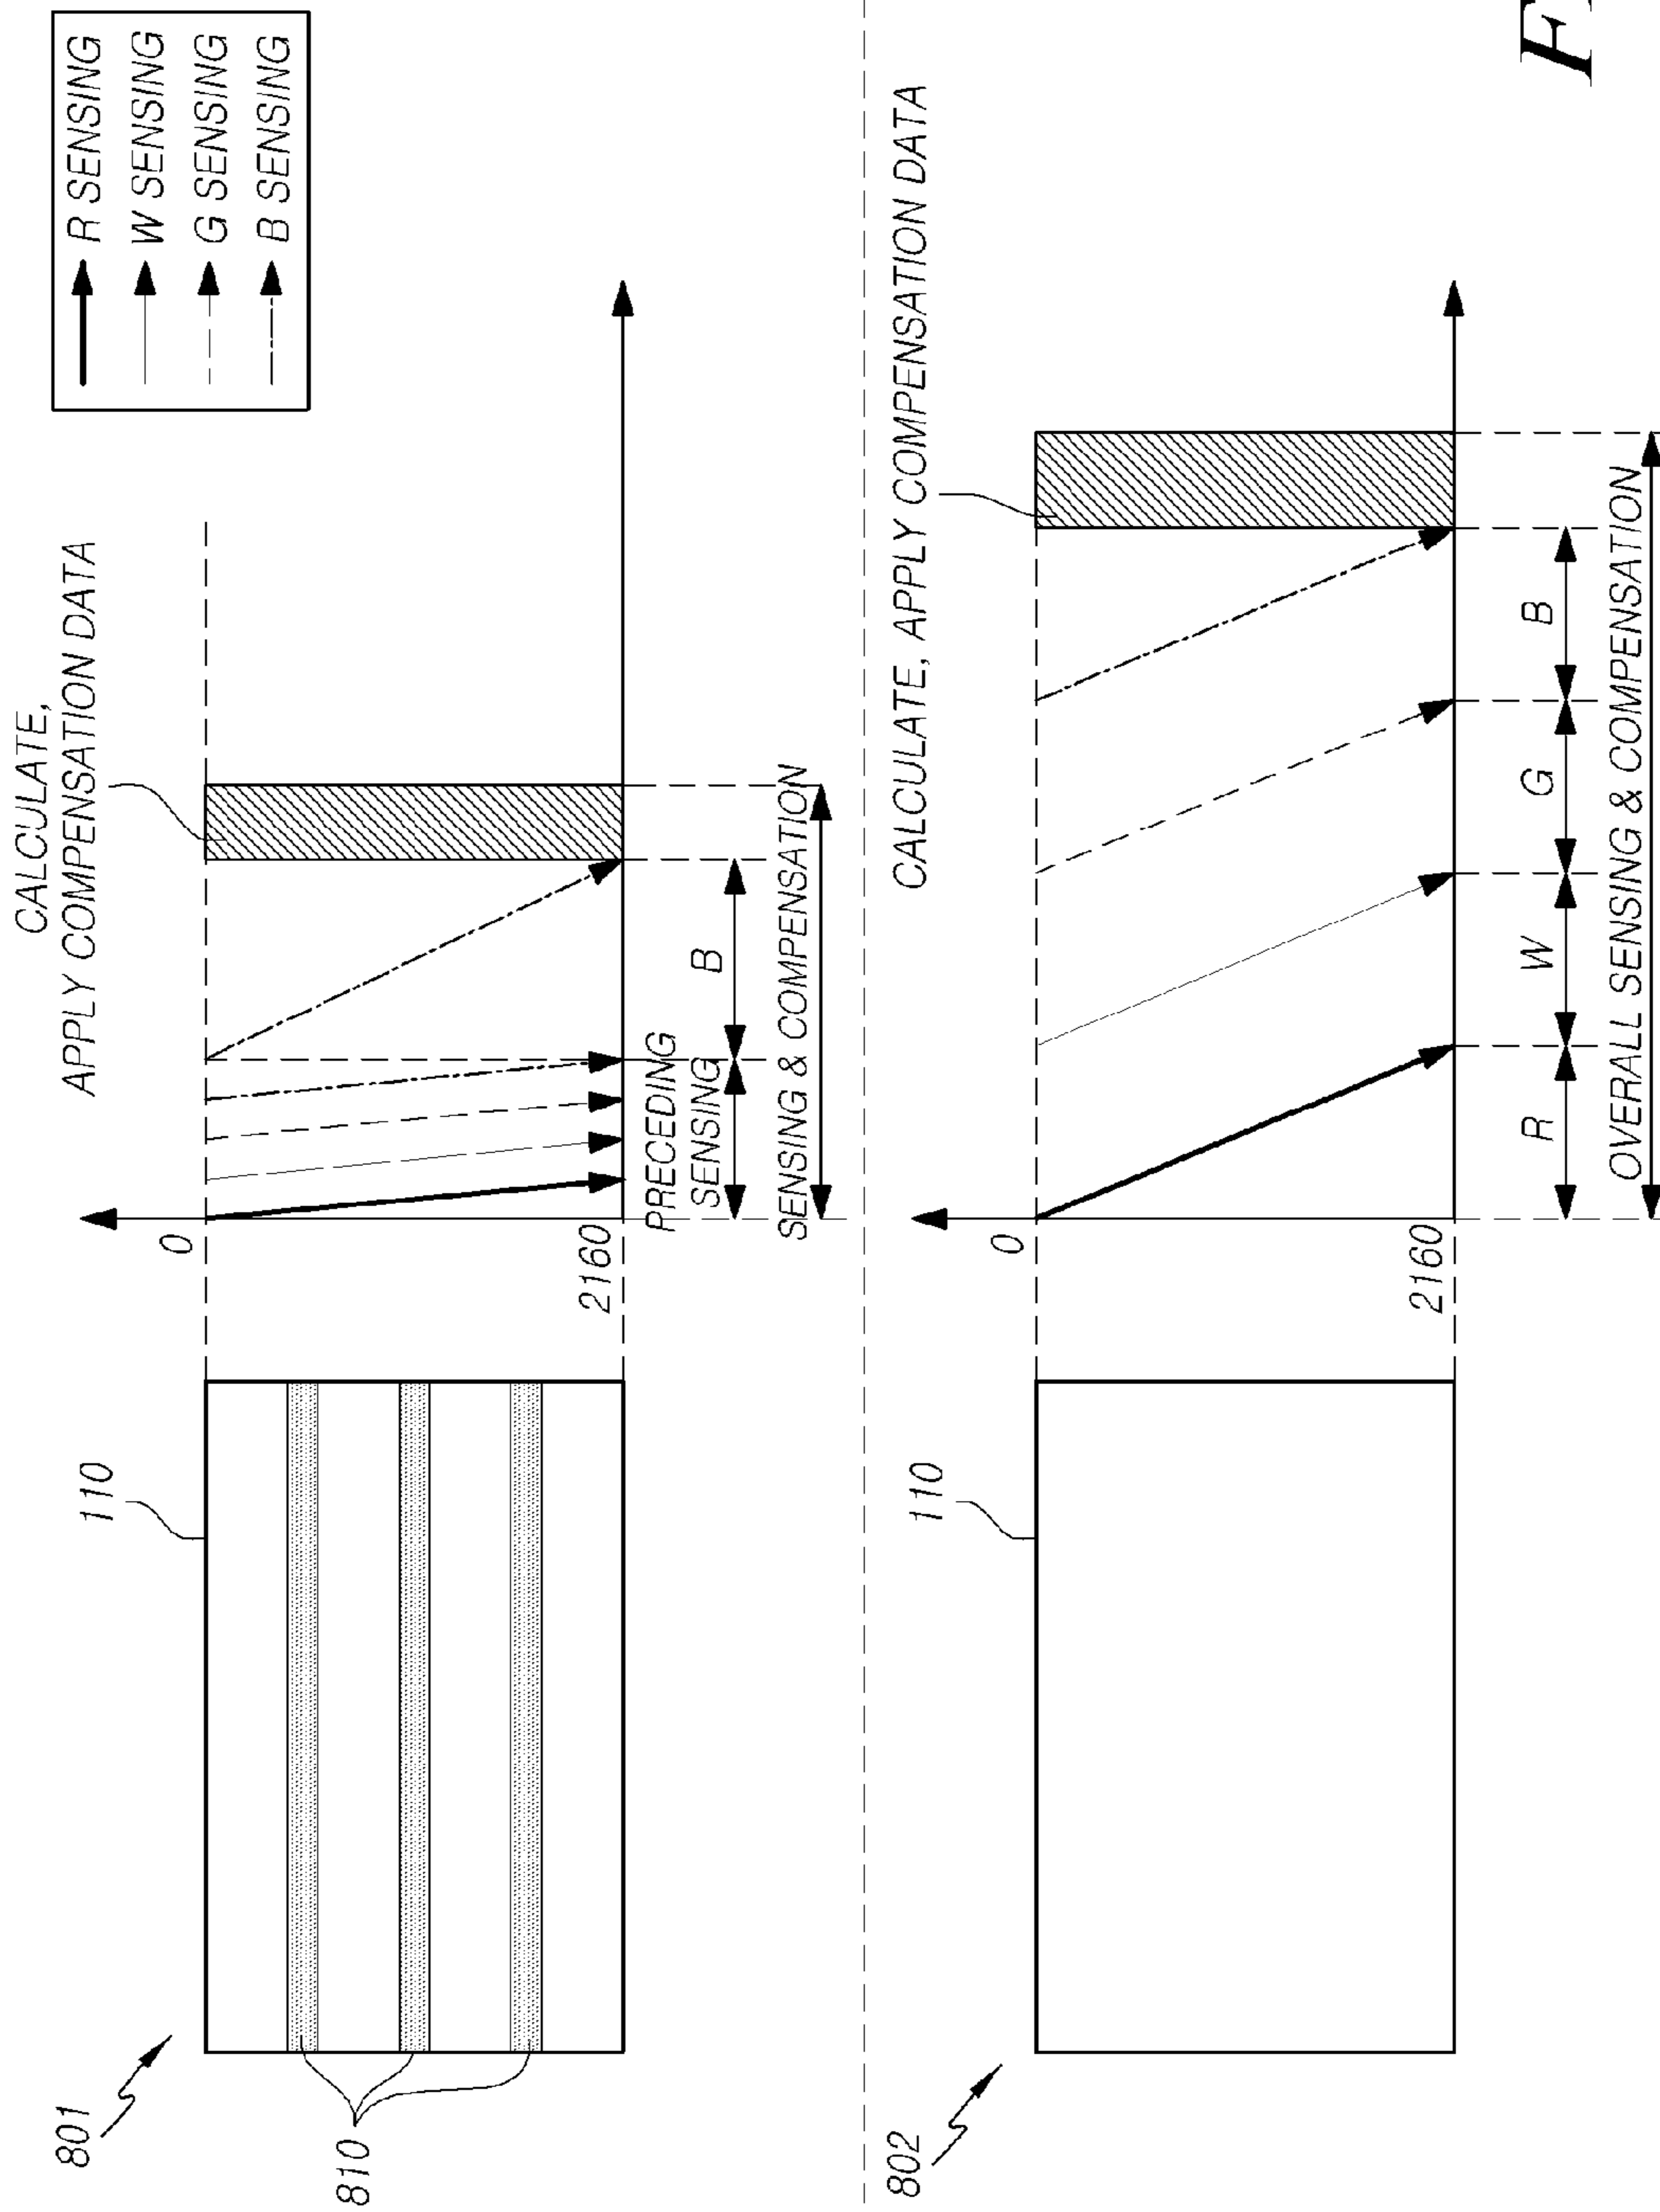 R SENSING
W SENSING
G SENSING
B SENSING
801
110
810
0
2160
CALCULATE,
APPLY COMPENSATION DATA
PRECEDING
SENSING
B
SENSING & COMPENSATION
802
110
0
2160
CALCULATE, APPLY COMPENSATION DATA
R
W
G
B
OVERALL SENSING & COMPENSATION